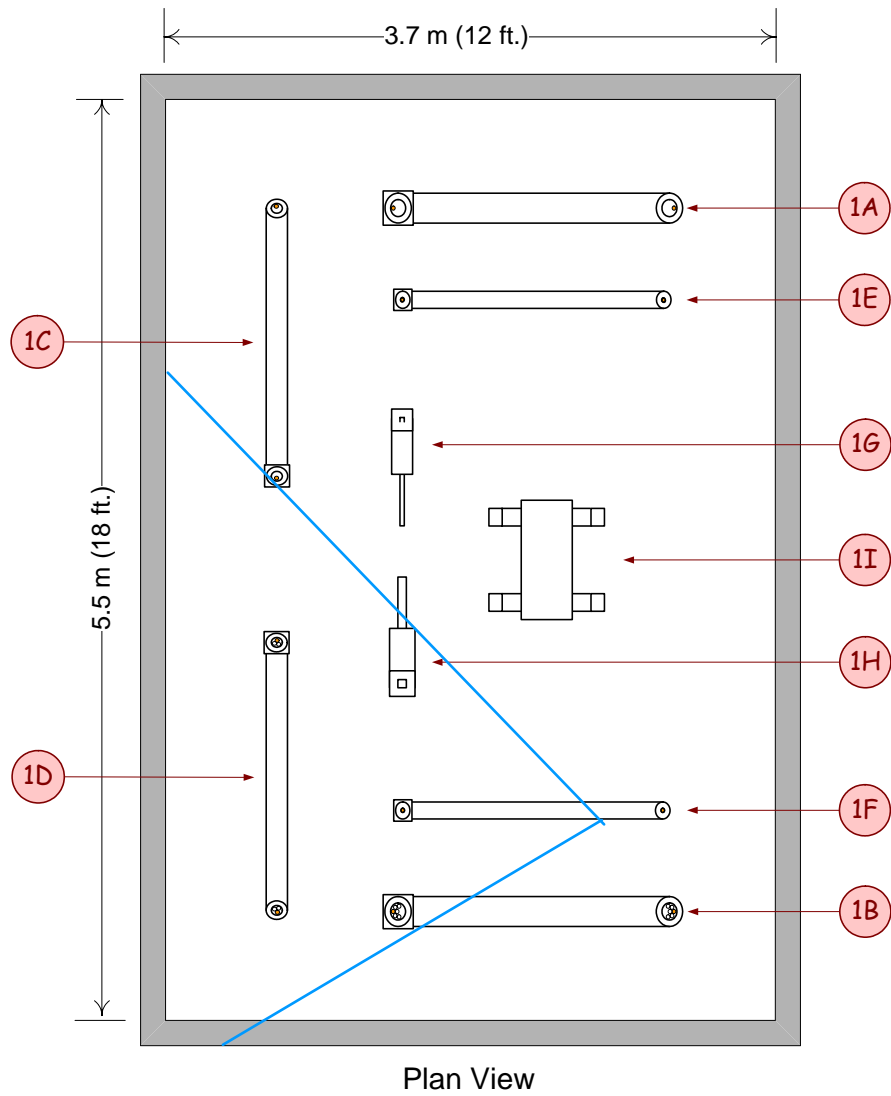 3.7 m (12 ft.)
1A
1E
1C
1G
5.5 m (18 ft.)
1I
1H
1D
1F
1B
Plan View